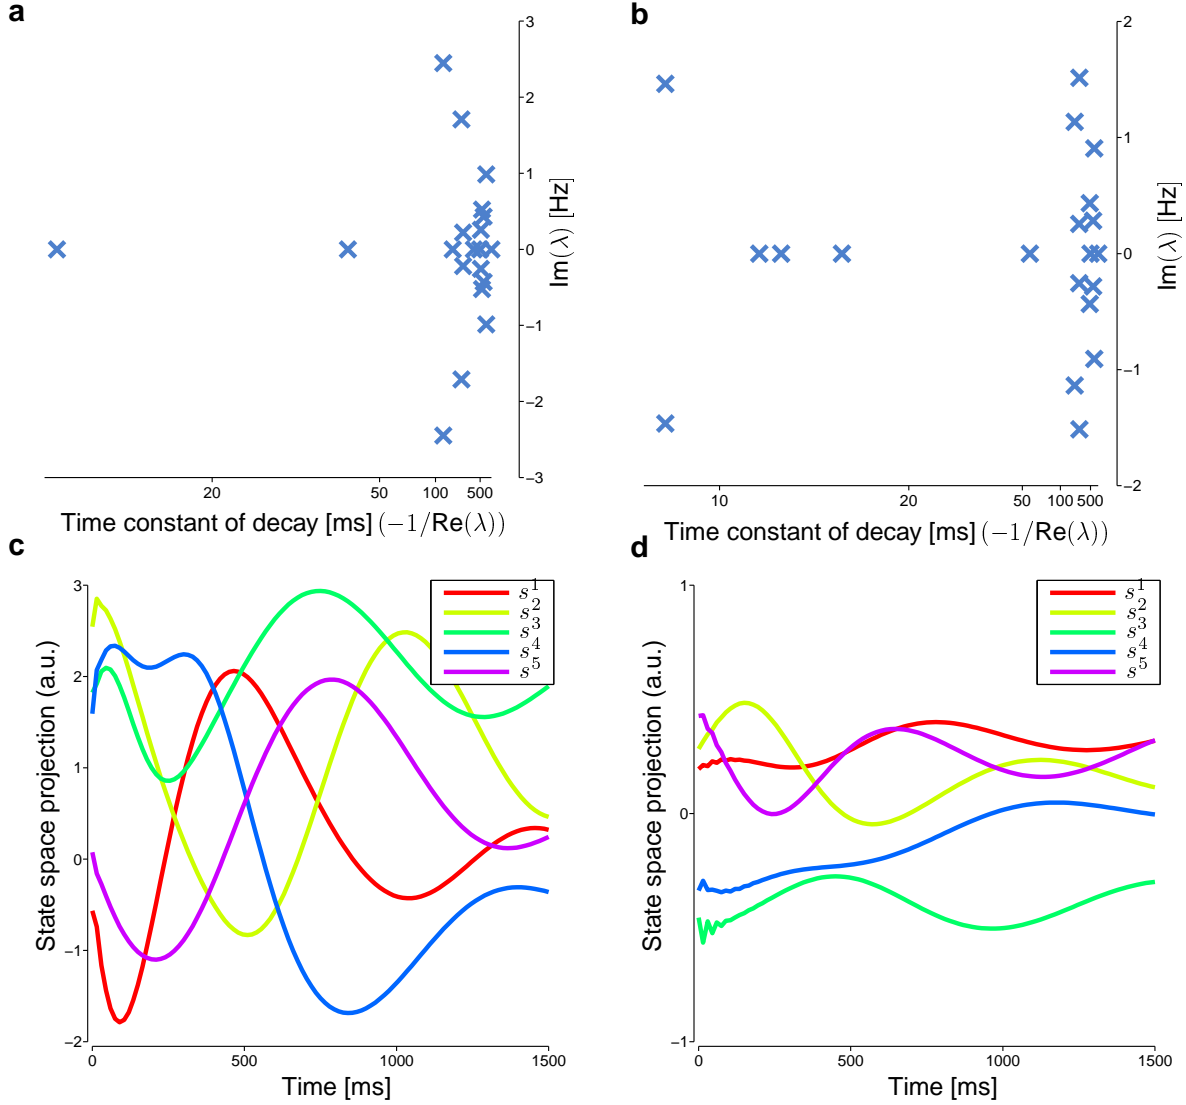 a
3
2
1
0
−1
−2
−3
Im(λ) [Hz]
20 50 100 500
Time constant of decay [ms] (−1/Re(λ))
b
2
1
0
−1
−2
Im(λ) [Hz]
10 20 50 100 500
Time constant of decay [ms] (−1/Re(λ))
c
3
2
1
0
−1
−2
State space projection (a.u.)
s¹
s²
s³
s⁴
s⁵
0 500 1000 1500
Time [ms]
d
1
0
−1
State space projection (a.u.)
s¹
s²
s³
s⁴
s⁵
0 500 1000 1500
Time [ms]